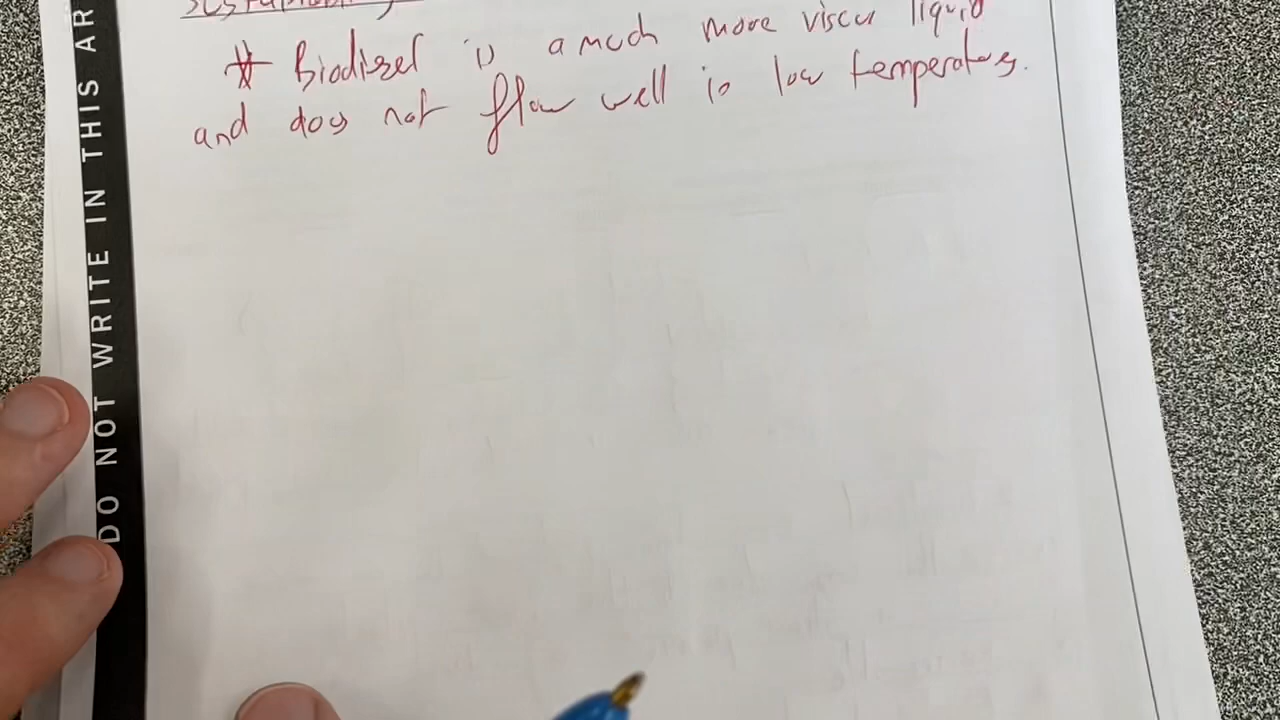 * Biodiesel is a much more viscu liquid
and does not flow well in low temperatures.
DO NOT WRITE IN THIS AR